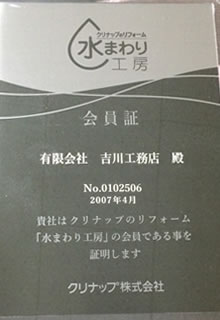 クリナップのリフォーム
水まわり
工房
会員証
有限会社 吉川工務店 殿
No.0102506
2007年4月
貴社はクリナップのリフォーム
「水まわり工房」の会員である事を
証明します
クリナップ株式会社